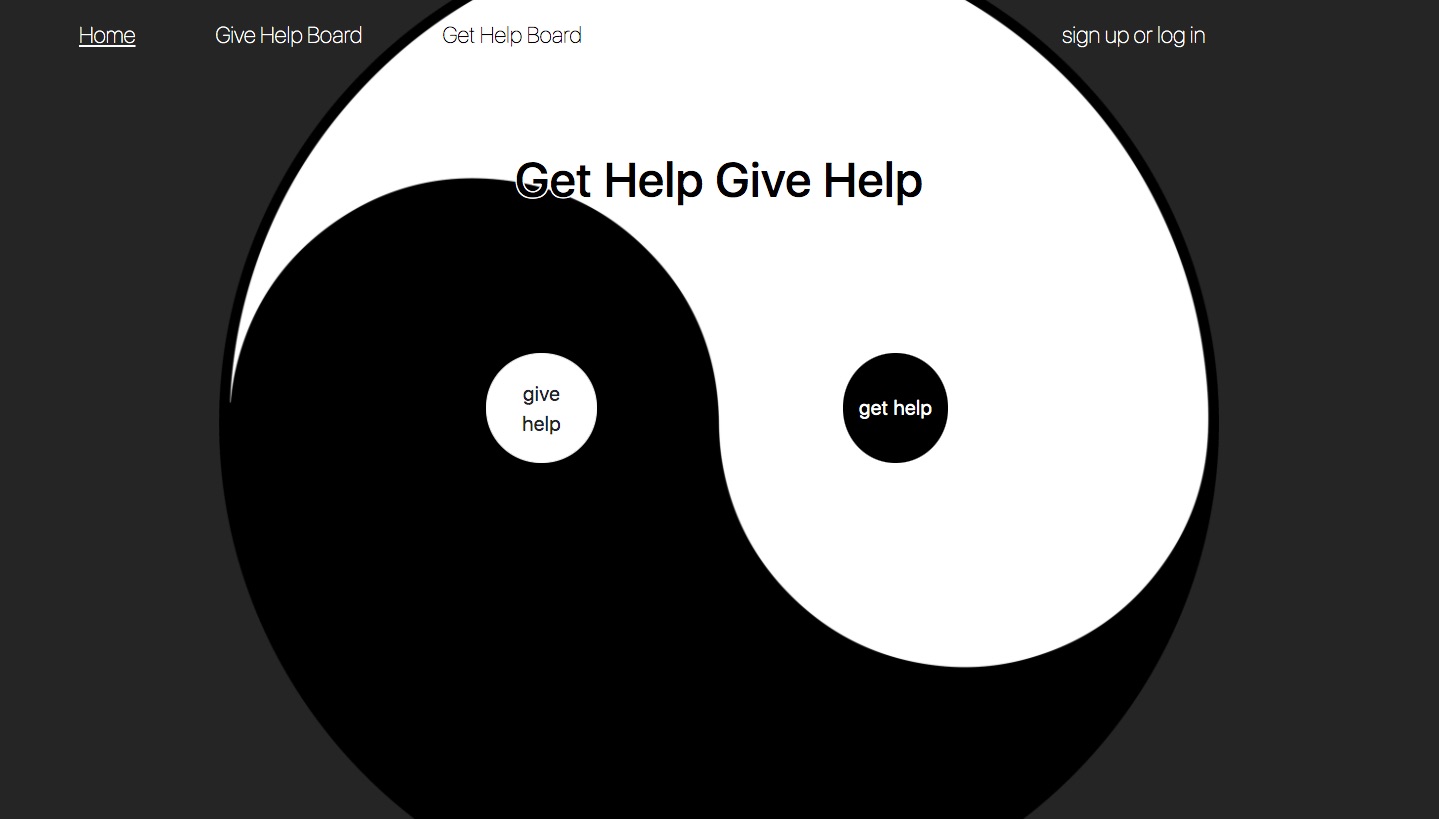 Home Give Help Board Get Help Board sign up or log in
Get Help Give Help
give
help
get help